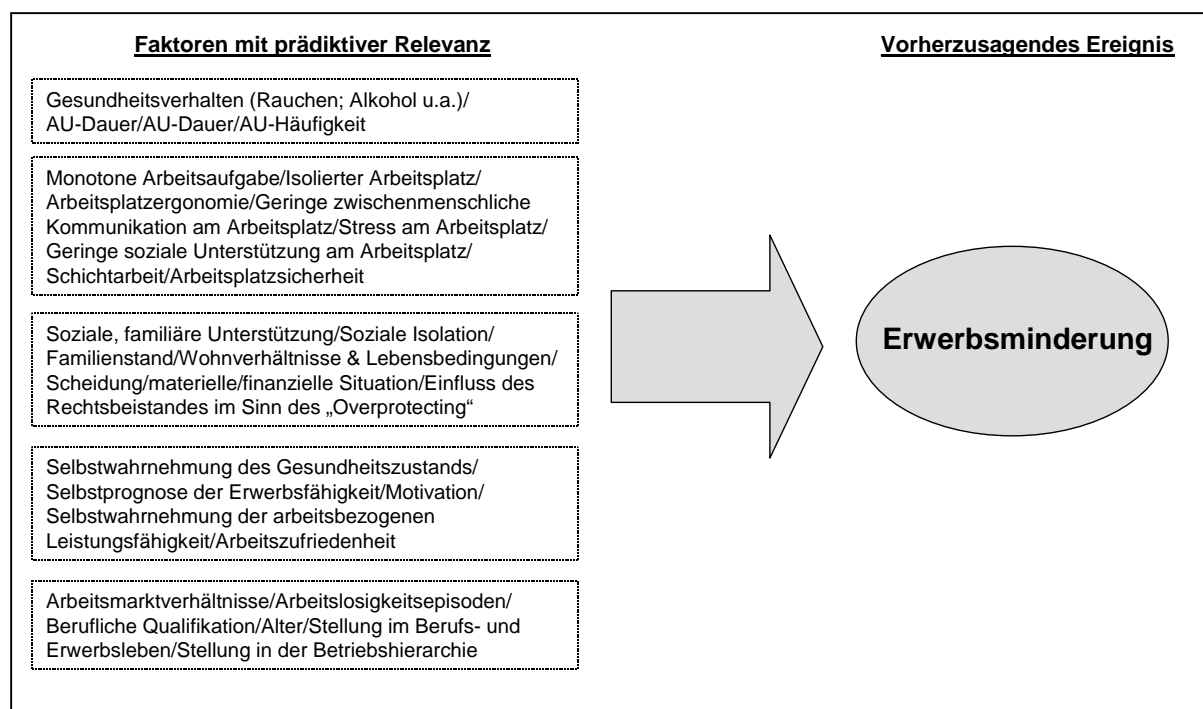 Faktoren mit prädiktiver Relevanz
Vorherzusagendes Ereignis
Gesundheitsverhalten (Rauchen; Alkohol u.a.)/
AU-Dauer/AU-Dauer/AU-Häufigkeit
Monotone Arbeitsaufgabe/Isolierter Arbeitsplatz/
Arbeitsplatzergonomie/Geringe zwischenmenschliche
Kommunikation am Arbeitsplatz/Stress am Arbeitsplatz/
Geringe soziale Unterstützung am Arbeitsplatz/
Schichtarbeit/Arbeitsplatzsicherheit
Soziale, familiäre Unterstützung/Soziale Isolation/
Familienstand/Wohnverhältnisse & Lebensbedingungen/
Scheidung/materielle/finanzielle Situation/Einfluss des
Rechtsbeistandes im Sinn des „Overprotecting“
Selbstwahrnehmung des Gesundheitszustands/
Selbstprognose der Erwerbsfähigkeit/Motivation/
Selbstwahrnehmung der arbeitsbezogenen
Leistungsfähigkeit/Arbeitszufriedenheit
Arbeitsmarktverhältnisse/Arbeitslosigkeitsepisoden/
Berufliche Qualifikation/Alter/Stellung im Berufs- und
Erwerbsleben/Stellung in der Betriebshierarchie
Erwerbsminderung